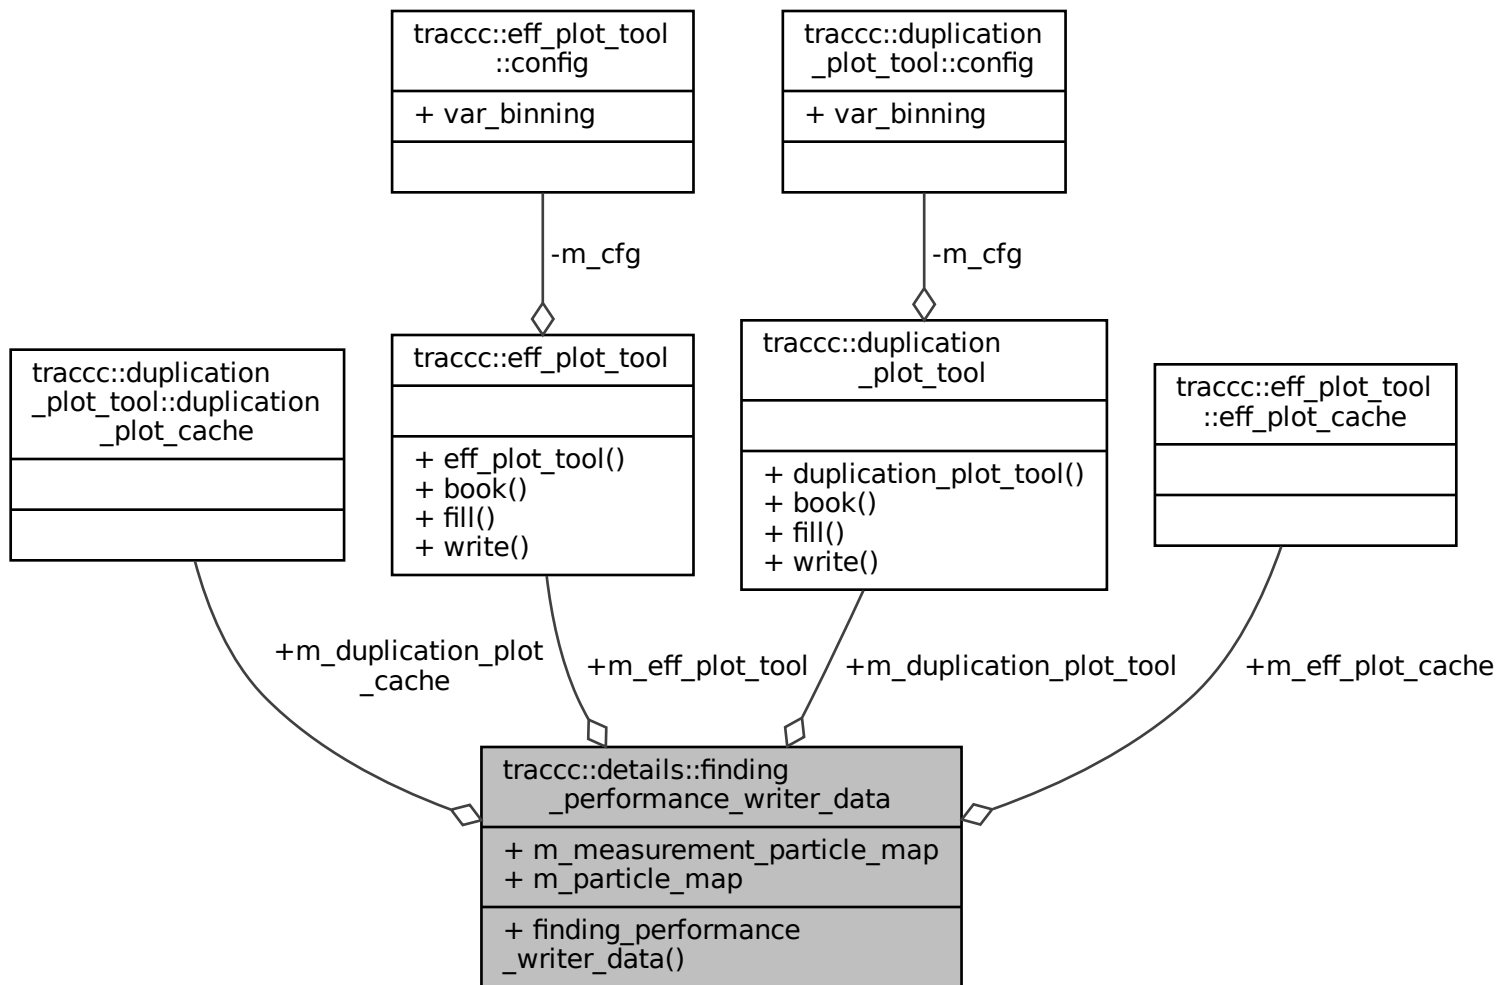 traccc::eff_plot_tool
::config
+ var_binning
traccc::duplication
_plot_tool::config
+ var_binning
-m_cfg
-m_cfg
traccc::duplication
_plot_tool::duplication
_plot_cache
traccc::eff_plot_tool
+ eff_plot_tool()
+ book()
+ fill()
+ write()
traccc::duplication
_plot_tool
+ duplication_plot_tool()
+ book()
+ fill()
+ write()
traccc::eff_plot_tool
::eff_plot_cache
+m_duplication_plot
_cache
+m_eff_plot_tool
+m_duplication_plot_tool
+m_eff_plot_cache
traccc::details::finding
_performance_writer_data
+ m_measurement_particle_map
+ m_particle_map
+ finding_performance
_writer_data()